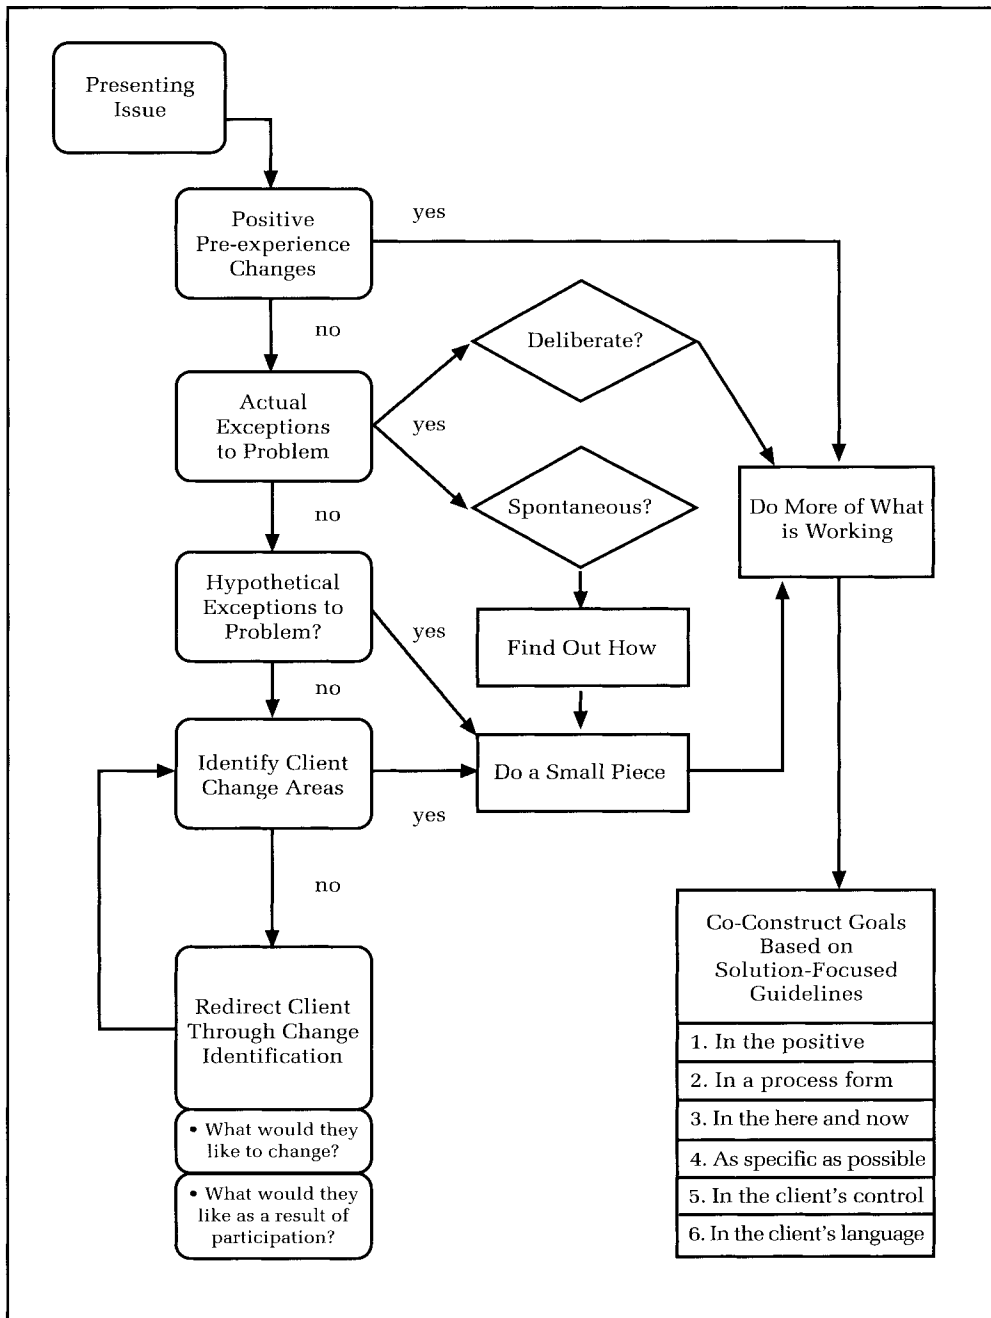 Presenting
Issue
Positive
Pre-experience
Changes
yes
no
Deliberate?
Actual
Exceptions
to Problem
yes
Spontaneous?
Do More of What
is Working
no
Hypothetical
Exceptions to
Problem?
yes
Find Out How
no
Identify Client
Change Areas
Do a Small Piece
yes
no
Redirect Client
Through Change
Identification
• What would they
like to change?
• What would they
like as a result of
participation?
Co-Construct Goals
Based on
Solution-Focused
Guidelines
1. In the positive
2. In a process form
3. In the here and now
4. As specific as possible
5. In the client's control
6. In the client's language